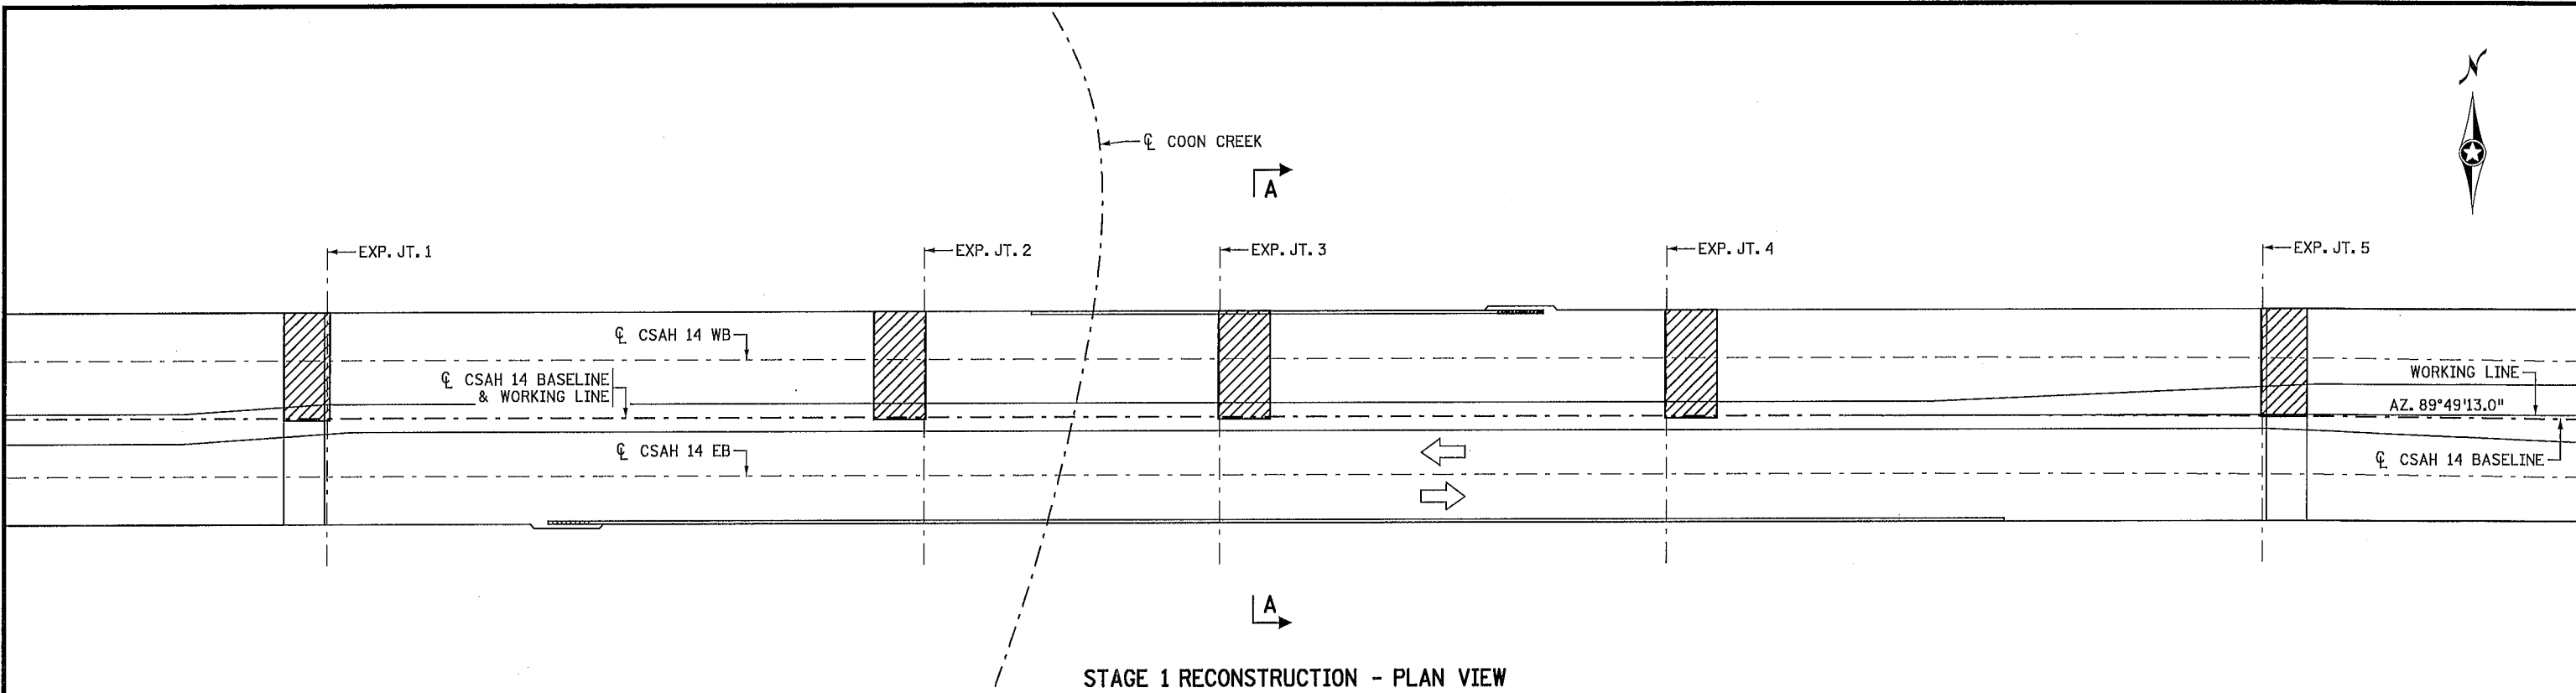 N
℄ COON CREEK
A
EXP. JT. 1
EXP. JT. 2
EXP. JT. 3
EXP. JT. 4
EXP. JT. 5
℄ CSAH 14 WB
℄ CSAH 14 BASELINE
& WORKING LINE
WORKING LINE
AZ. 89°49'13.0"
℄ CSAH 14 EB
℄ CSAH 14 BASELINE
A
STAGE 1 RECONSTRUCTION - PLAN VIEW